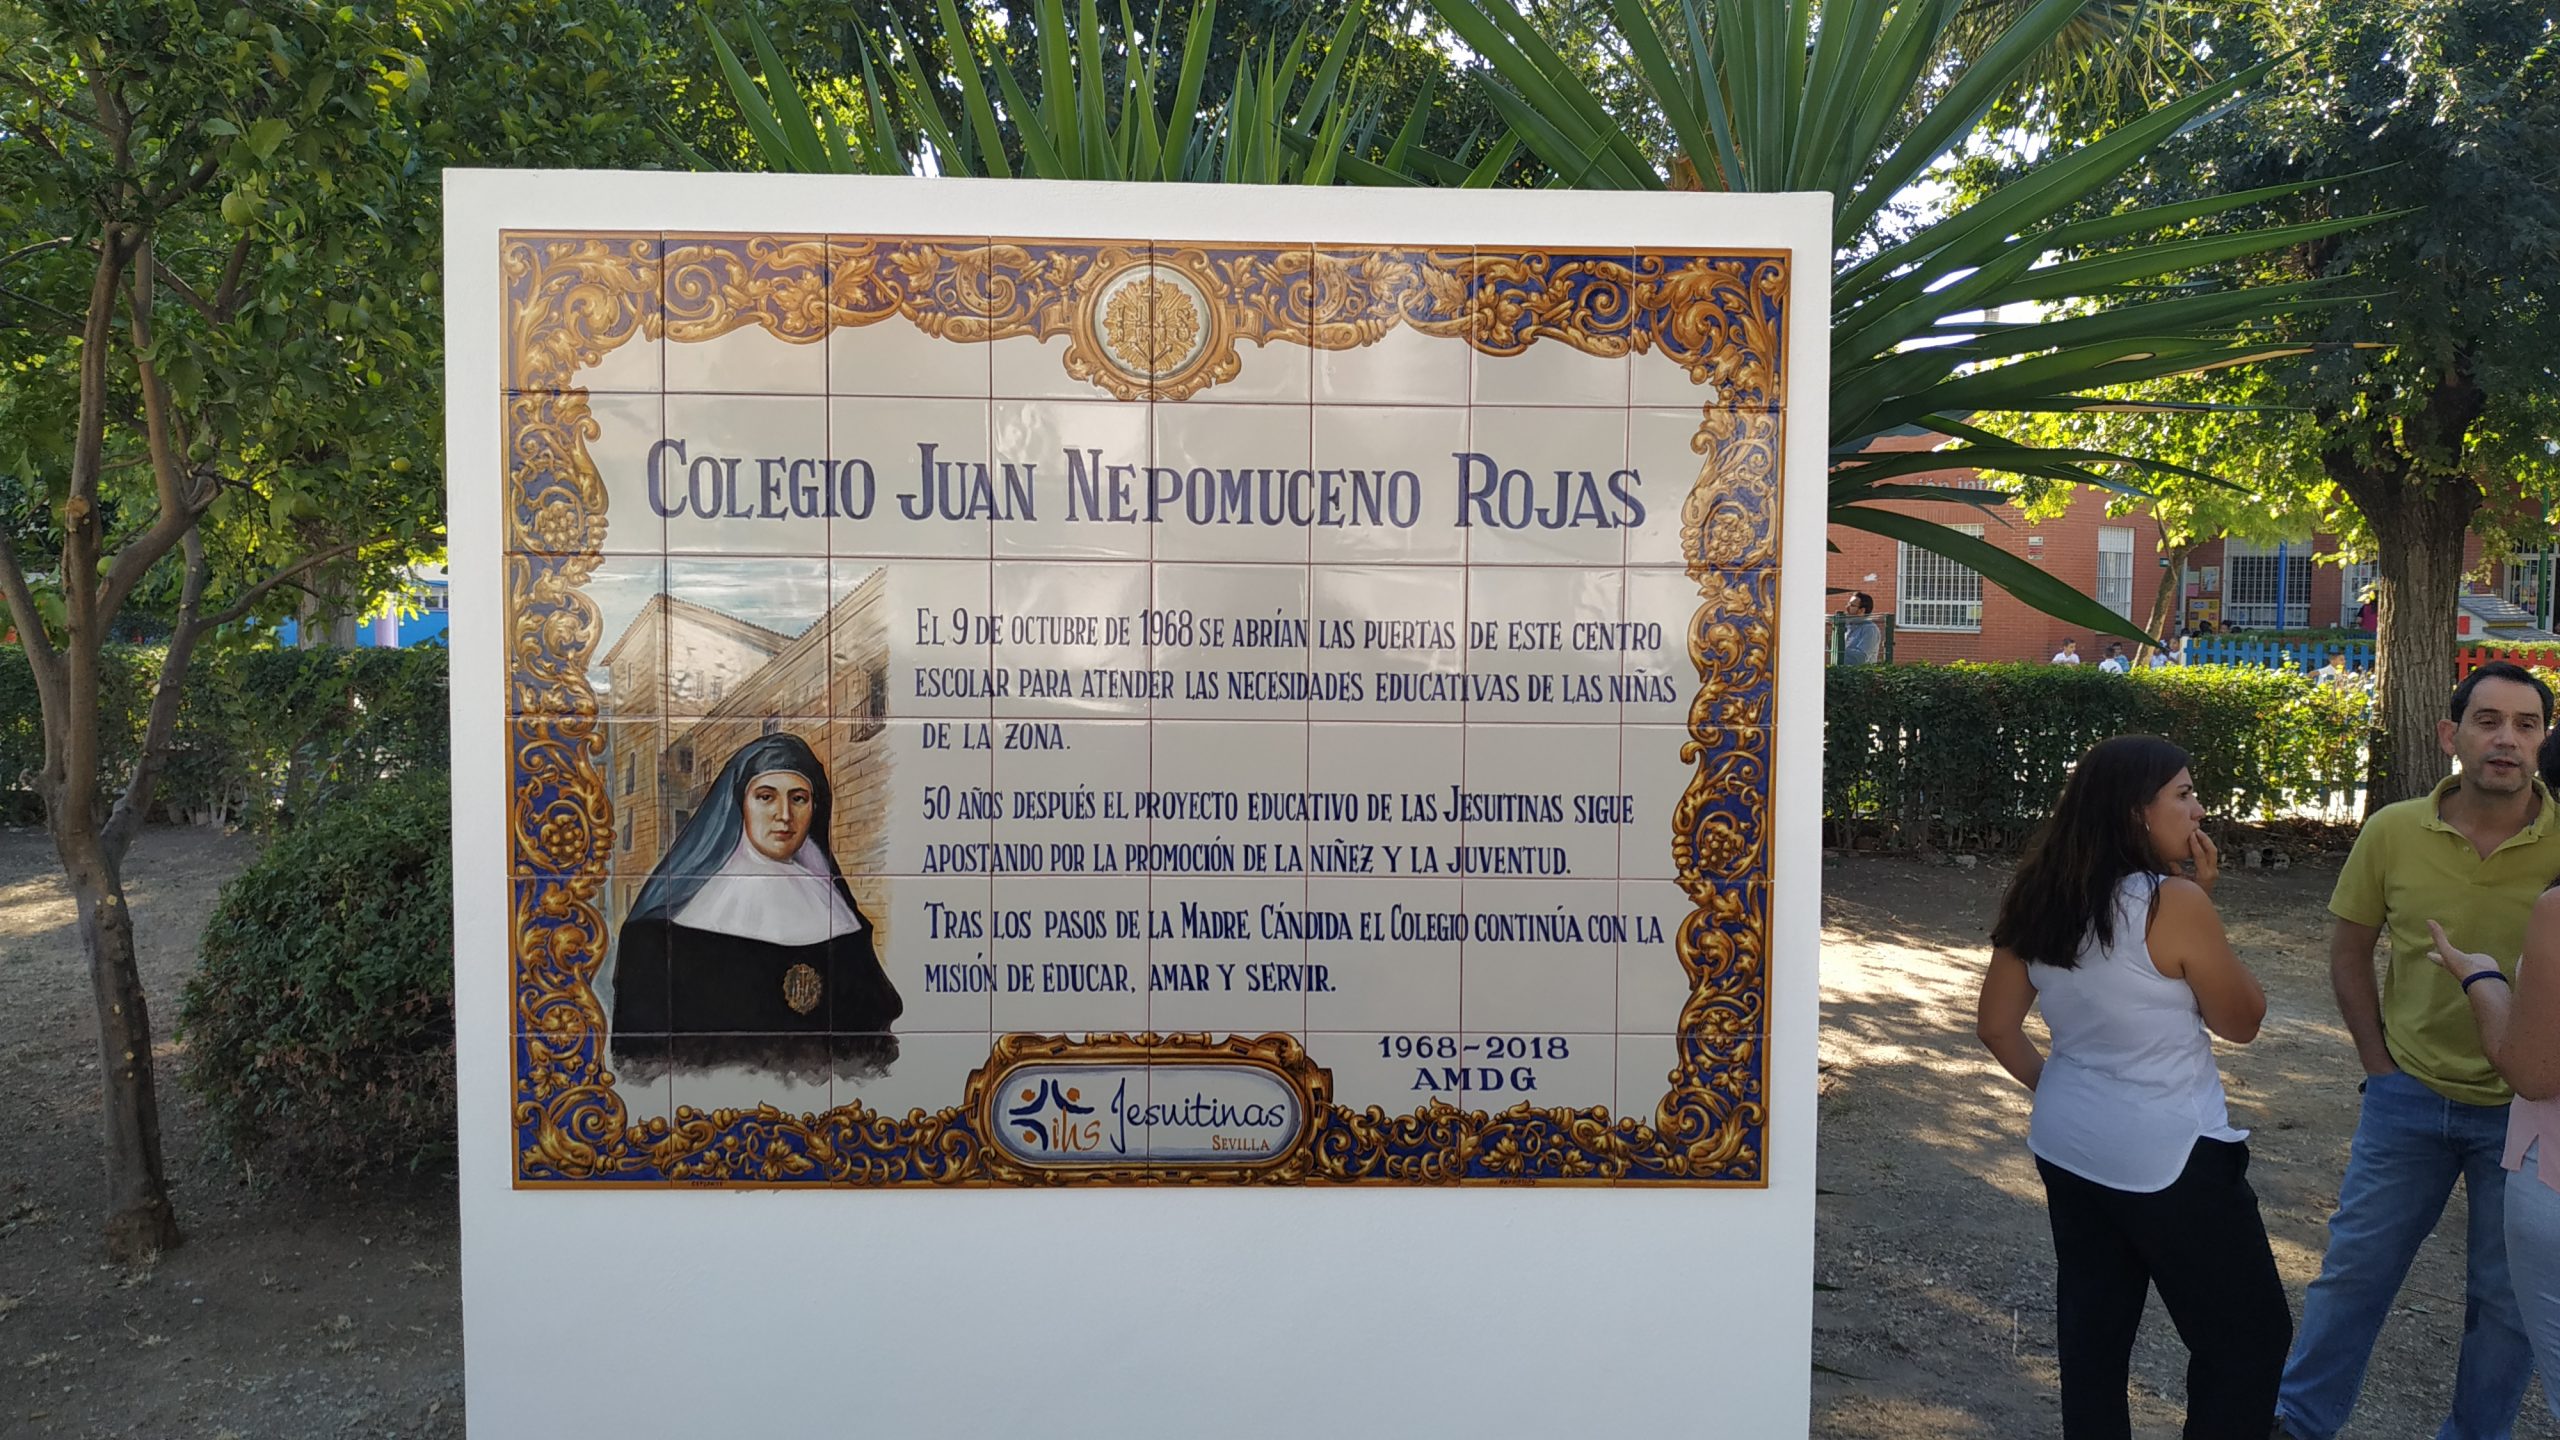 IHS
COLEGIO JUAN NEPOMUCENO ROJAS
EL 9 DE OCTUBRE DE 1968 SE ABRÍAN LAS PUERTAS DE ESTE CENTRO
ESCOLAR PARA ATENDER LAS NECESIDADES EDUCATIVAS DE LAS NIÑAS
DE LA ZONA.
50 AÑOS DESPUÉS EL PROYECTO EDUCATIVO DE LAS JESUITINAS SIGUE
APOSTANDO POR LA PROMOCIÓN DE LA NIÑEZ Y LA JUVENTUD.
TRAS LOS PASOS DE LA MADRE CÁNDIDA EL COLEGIO CONTINÚA CON LA
MISIÓN DE EDUCAR, AMAR Y SERVIR.
1968-2018
AMDG
ihs Jesuitinas
SEVILLA